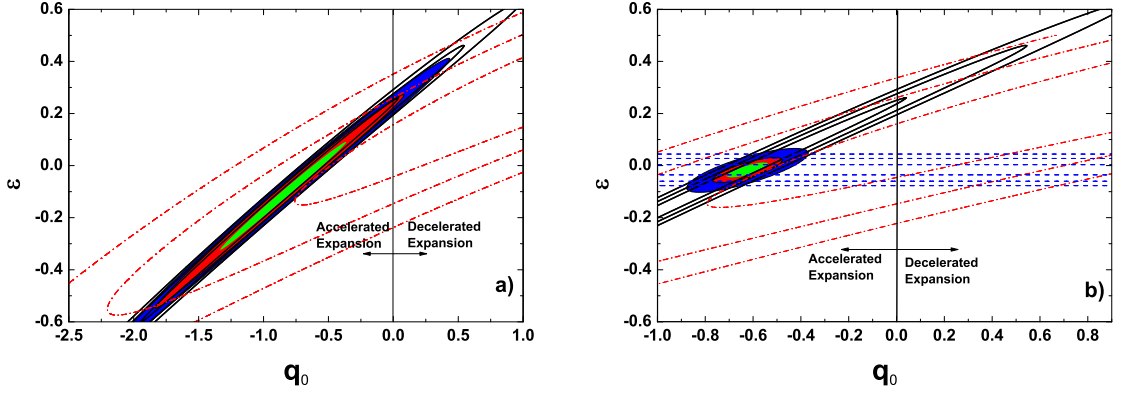 0.6
0.4
0.2
0.0
-0.2
-0.4
-0.6
ε
-2.5 -2.0 -1.5 -1.0 -0.5 0.0 0.5 1.0
q0
Accelerated Expansion
Decelerated Expansion
a)
0.6
0.4
0.2
0.0
-0.2
-0.4
-0.6
ε
-1.0 -0.8 -0.6 -0.4 -0.2 0.0 0.2 0.4 0.6 0.8
q0
Accelerated
Expansion
Decelerated
Expansion
b)